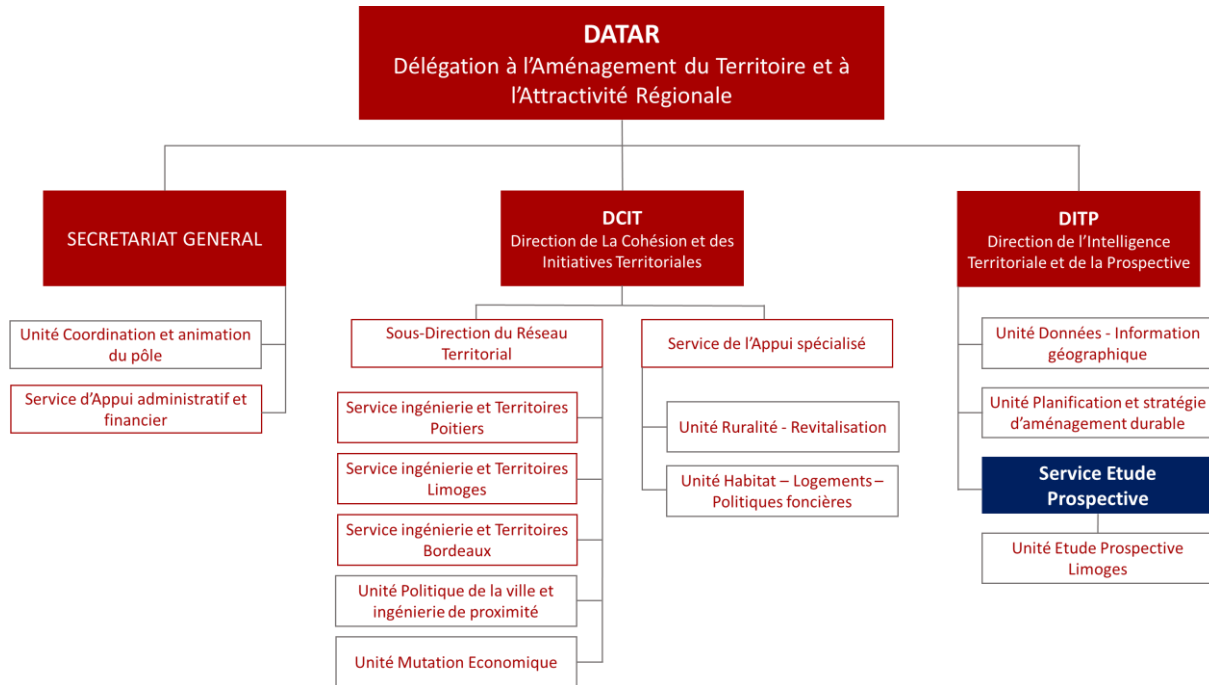 DATAR
Délégation à l’Aménagement du Territoire et à
l’Attractivité Régionale
SECRETARIAT GENERAL
Unité Coordination et animation
du pôle
Service d’Appui administratif et
financier
DCIT
Direction de La Cohésion et des
Initiatives Territoriales
Sous-Direction du Réseau
Territorial
Service ingénierie et Territoires
Poitiers
Service ingénierie et Territoires
Limoges
Service ingénierie et Territoires
Bordeaux
Unité Politique de la ville et
ingénierie de proximité
Unité Mutation Economique
Service de l’Appui spécialisé
Unité Ruralité - Revitalisation
Unité Habitat – Logements –
Politiques foncières
DITP
Direction de l’Intelligence
Territoriale et de la Prospective
Unité Données - Information
géographique
Unité Planification et stratégie
d’aménagement durable
Service Etude
Prospective
Unité Etude Prospective
Limoges